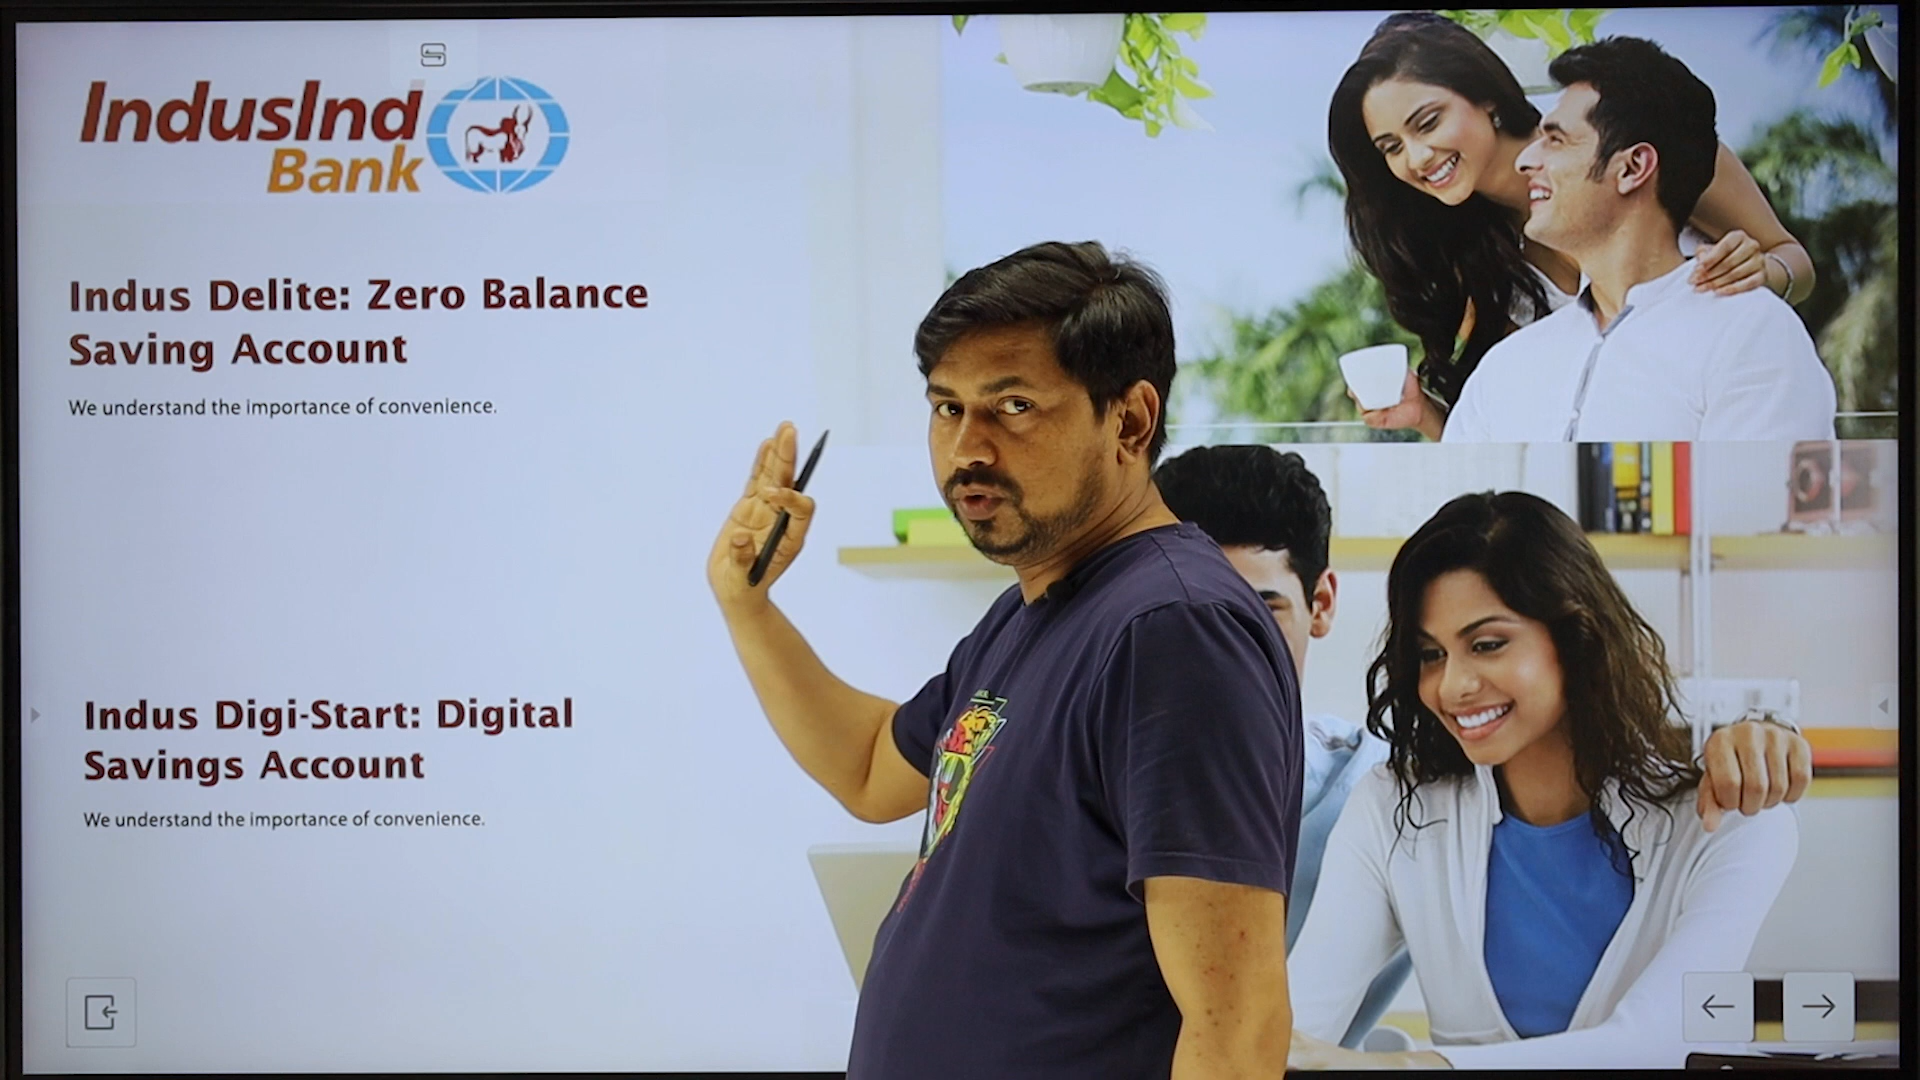 IndusInd
Bank
Indus Delite: Zero Balance
Saving Account
We understand the importance of convenience.
Indus Digi-Start: Digital
Savings Account
We understand the importance of convenience.